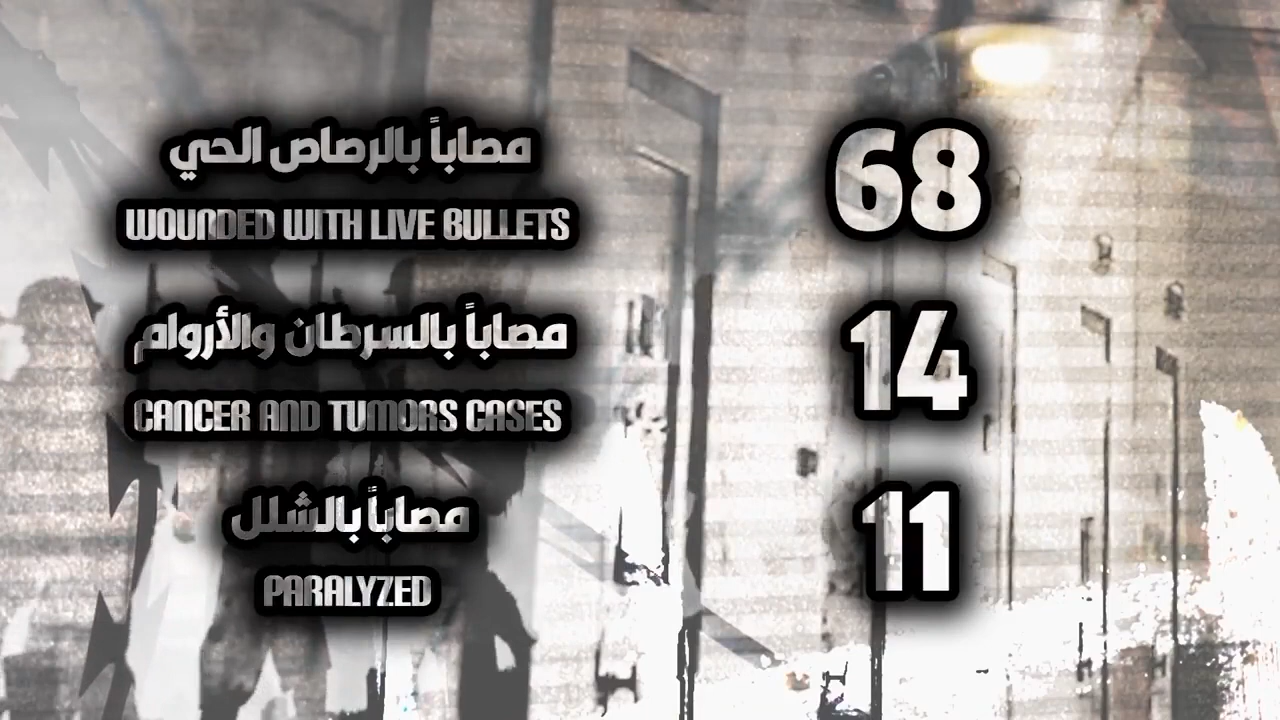 مصاباً بالرصاص الحي
WOUNDED WITH LIVE BULLETS
68
مصاباً بالسرطان والأروام
CANCER AND TUMORS CASES
14
مصاباً بالشلل
PARALYZED
11